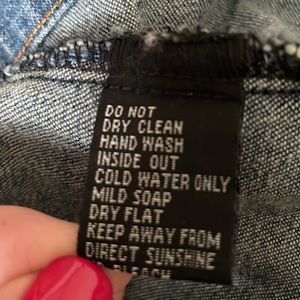 DO NOT
DRY CLEAN
HAND WASH
INSIDE OUT
COLD WATER ONLY
MILD SOAP
DRY FLAT
KEEP AWAY FROM
DIRECT SUNSHINE
BLEACH